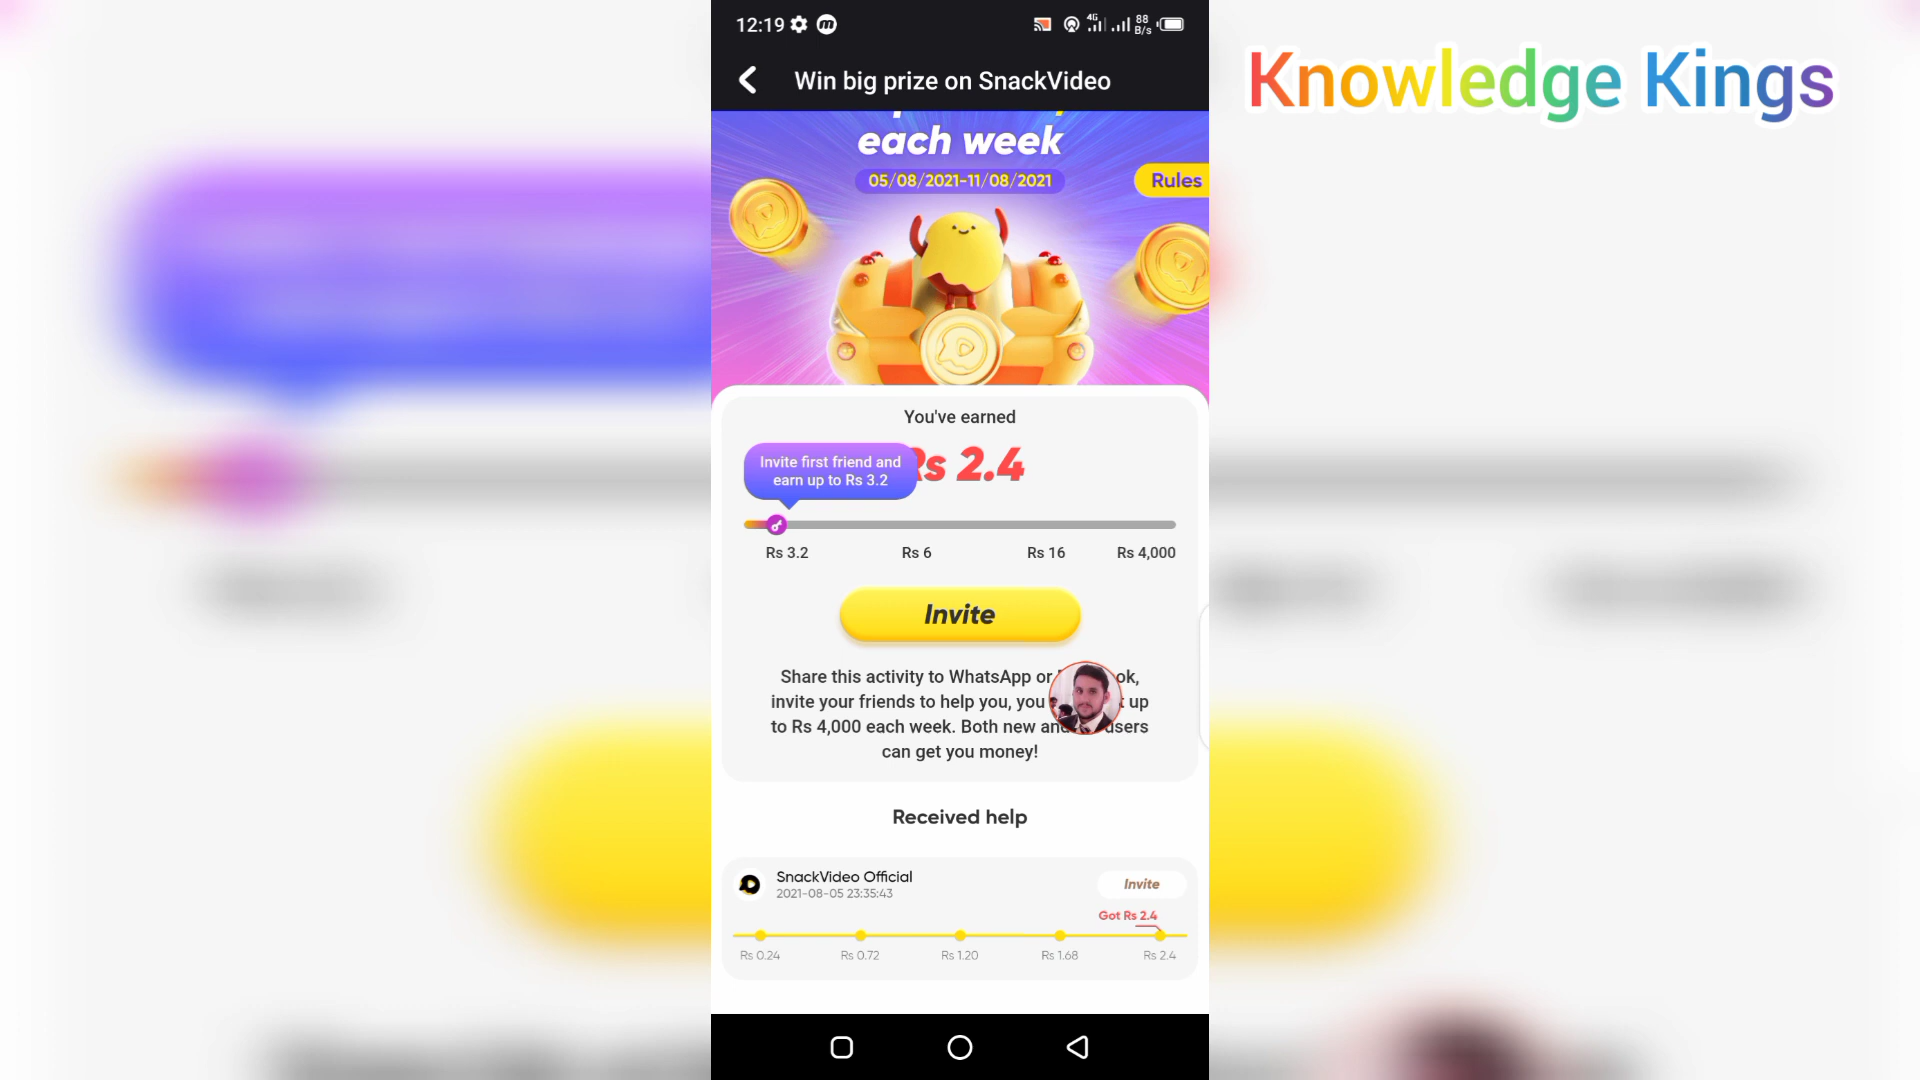 12:19
4G
88
B/s
Knowledge Kings
Win big prize on SnackVideo
each week
05/08/2021-11/08/2021
Rules
You've earned
Rs 2.4
Invite first friend and
earn up to Rs 3.2
Rs 3.2
Rs 6
Rs 16
Rs 4,000
Invite
Share this activity to WhatsApp or ok,
invite your friends to help you, you t up
to Rs 4,000 each week. Both new and users
can get you money!
Received help
SnackVideo Official
2021-08-05 23:35:43
Invite
Got Rs 2.4
Rs 0.24
Rs 0.72
Rs 1.20
Rs 1.68
Rs 2.4